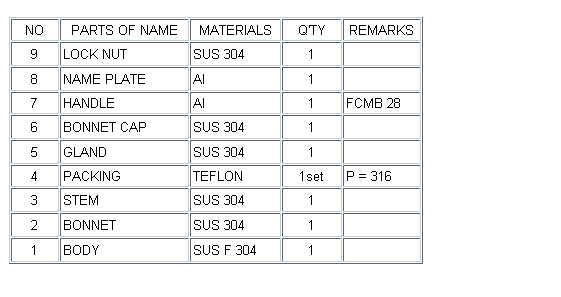 NO PARTS OF NAME MATERIALS Q'TY REMARKS
9 LOCK NUT SUS 304 1
8 NAME PLATE Al 1
7 HANDLE Al 1 FCMB 28
6 BONNET CAP SUS 304 1
5 GLAND SUS 304 1
4 PACKING TEFLON 1set P = 316
3 STEM SUS 304 1
2 BONNET SUS 304 1
1 BODY SUS F 304 1